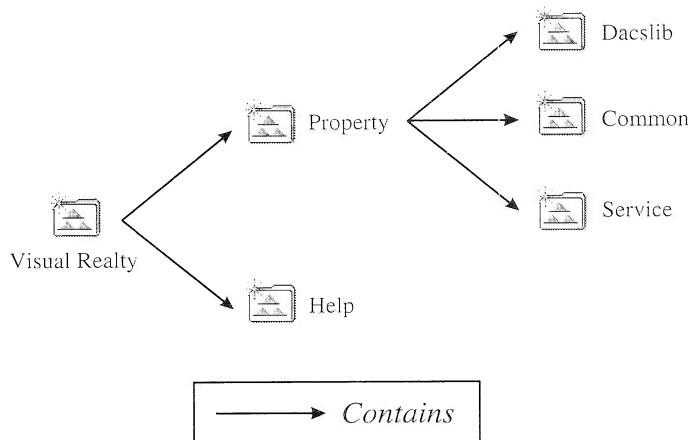 Dacslib
Property
Common
Service
Visual Realty
Help
Contains